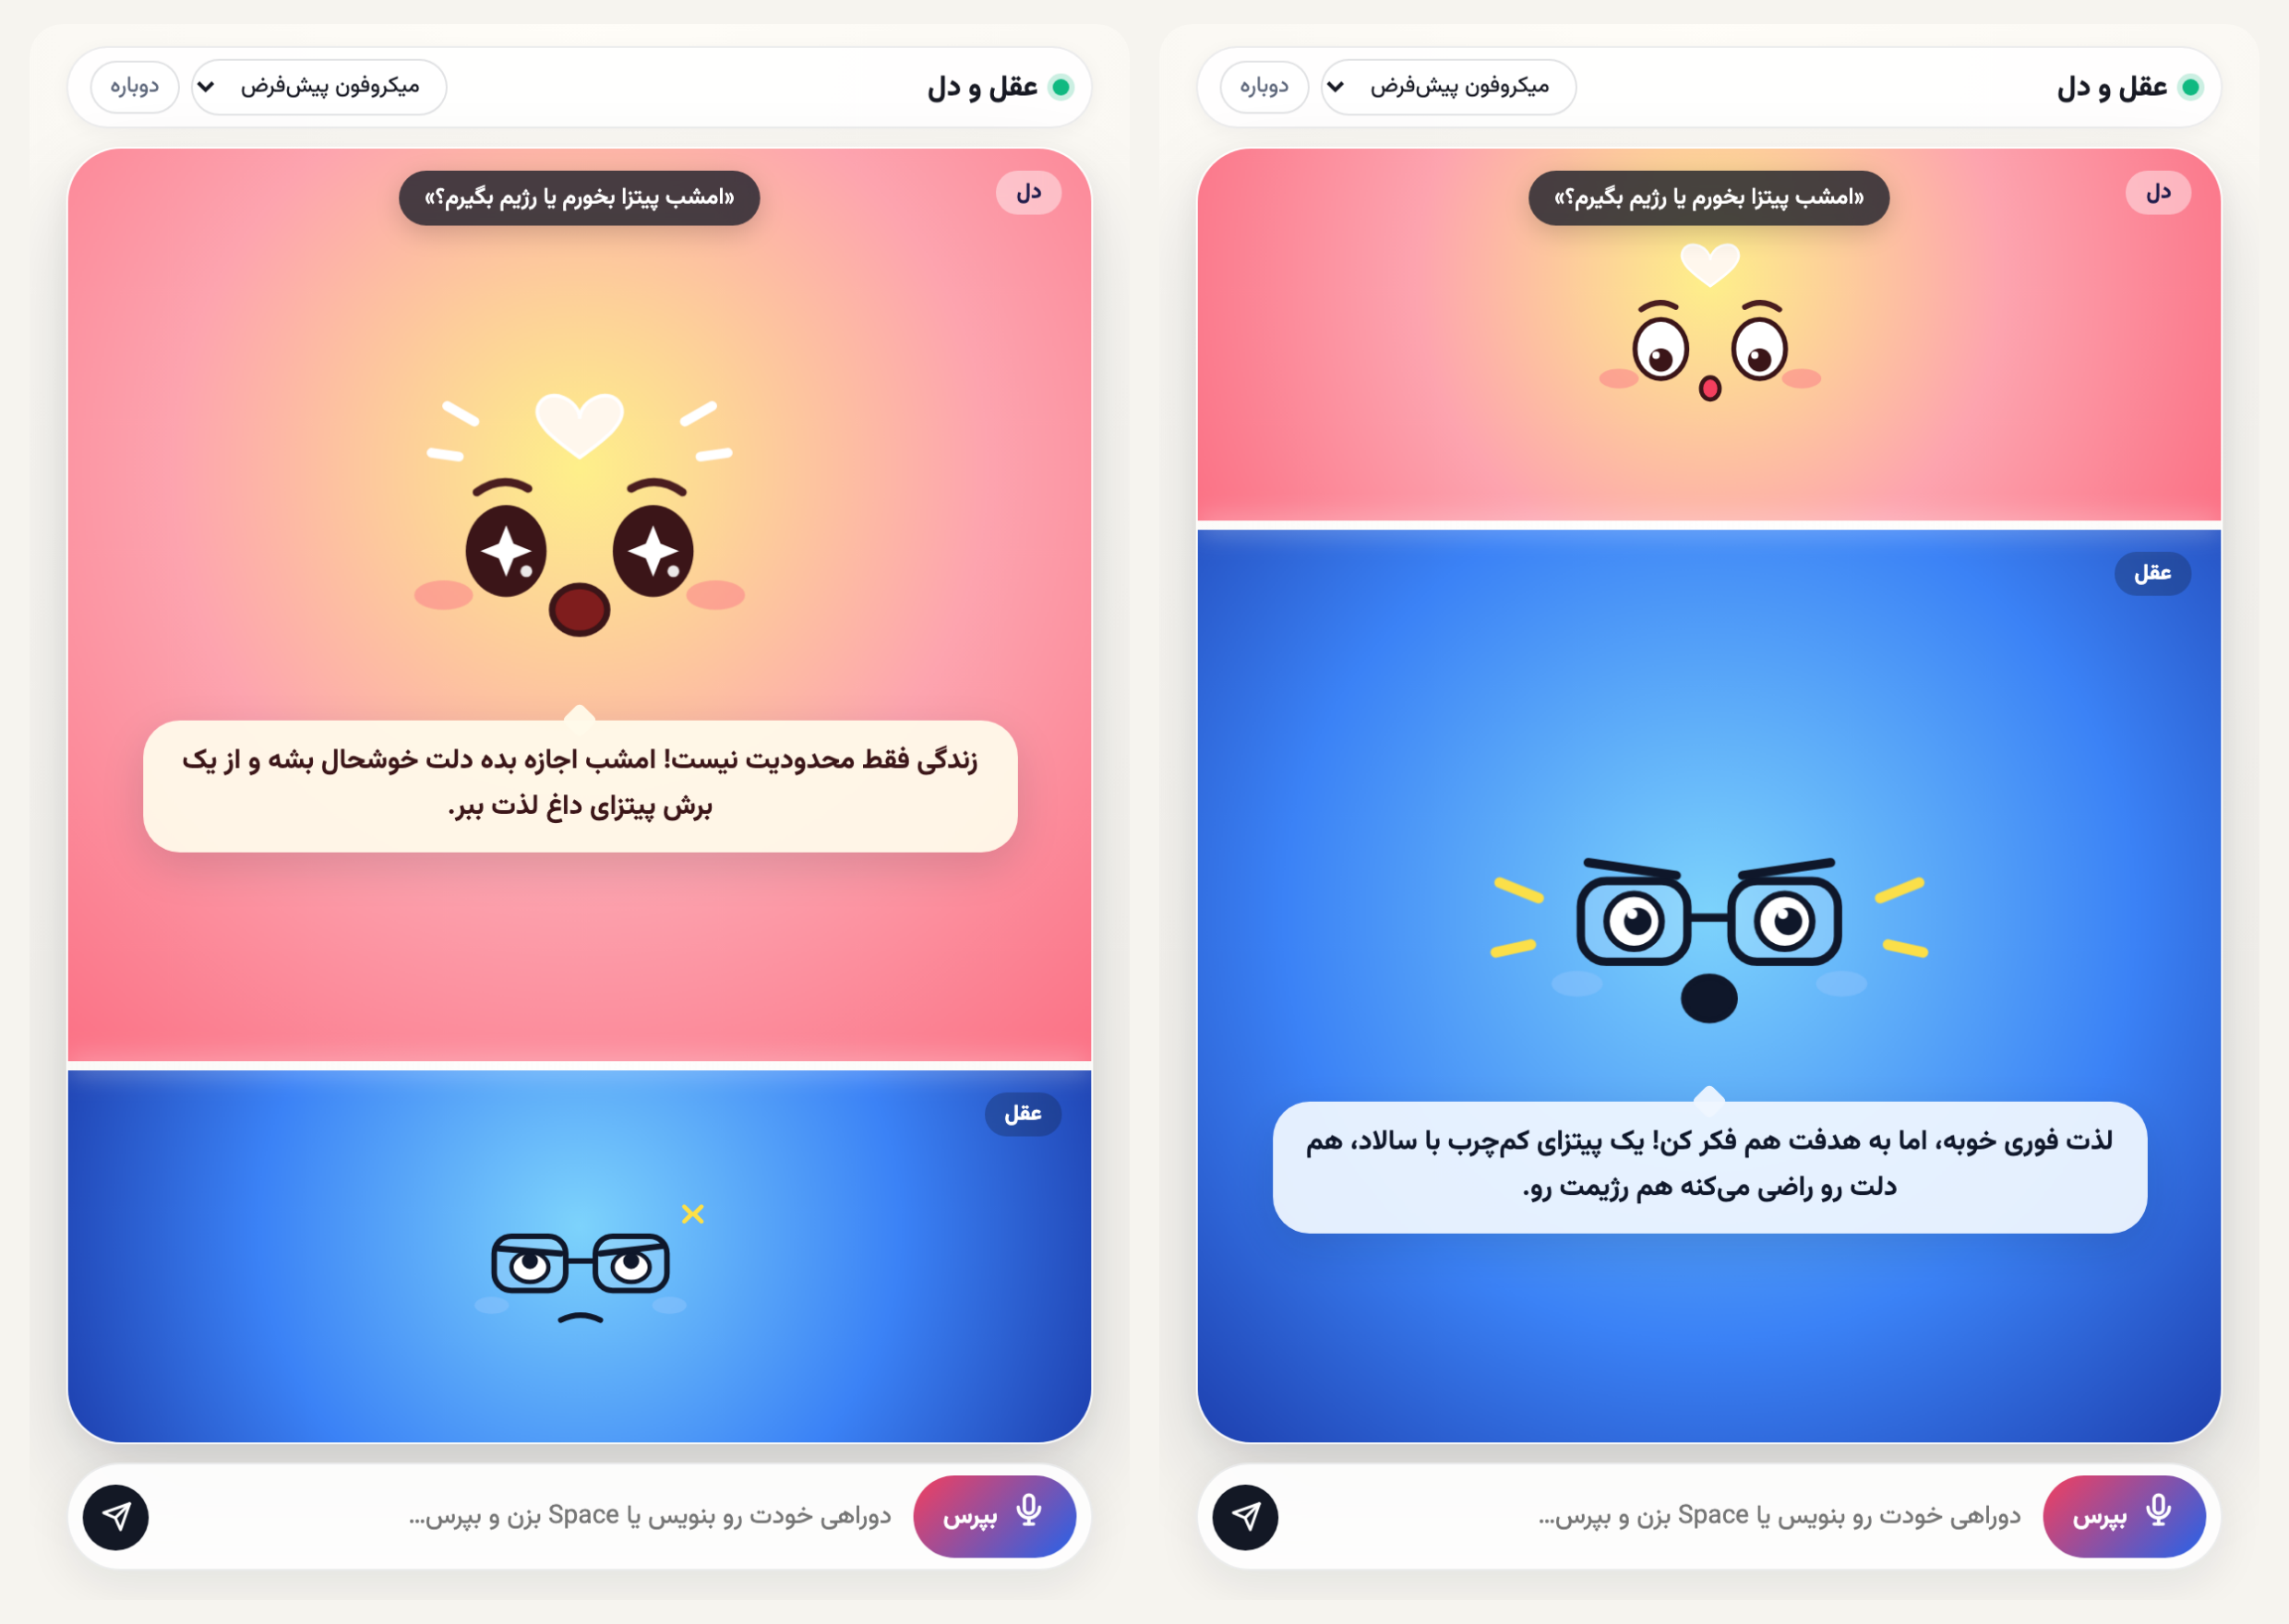 عقل و دل
میکروفون پیش‌فرض
دوباره
دل
«امشب پیتزا بخورم یا رژیم بگیرم؟»
زندگی فقط محدودیت نیست! امشب اجازه بده دلت خوشحال بشه و از یک
برش پیتزای داغ لذت ببر.
عقل
بپرس
دوراهی خودت رو بنویس یا Space بزن و بپرس...
عقل و دل
میکروفون پیش‌فرض
دوباره
دل
«امشب پیتزا بخورم یا رژیم بگیرم؟»
عقل
لذت فوری خوبه، اما به هدفت هم فکر کن! یک پیتزای کم‌چرب با سالاد، هم
دلت رو راضی می‌کنه هم رژیمت رو.
بپرس
دوراهی خودت رو بنویس یا Space بزن و بپرس...